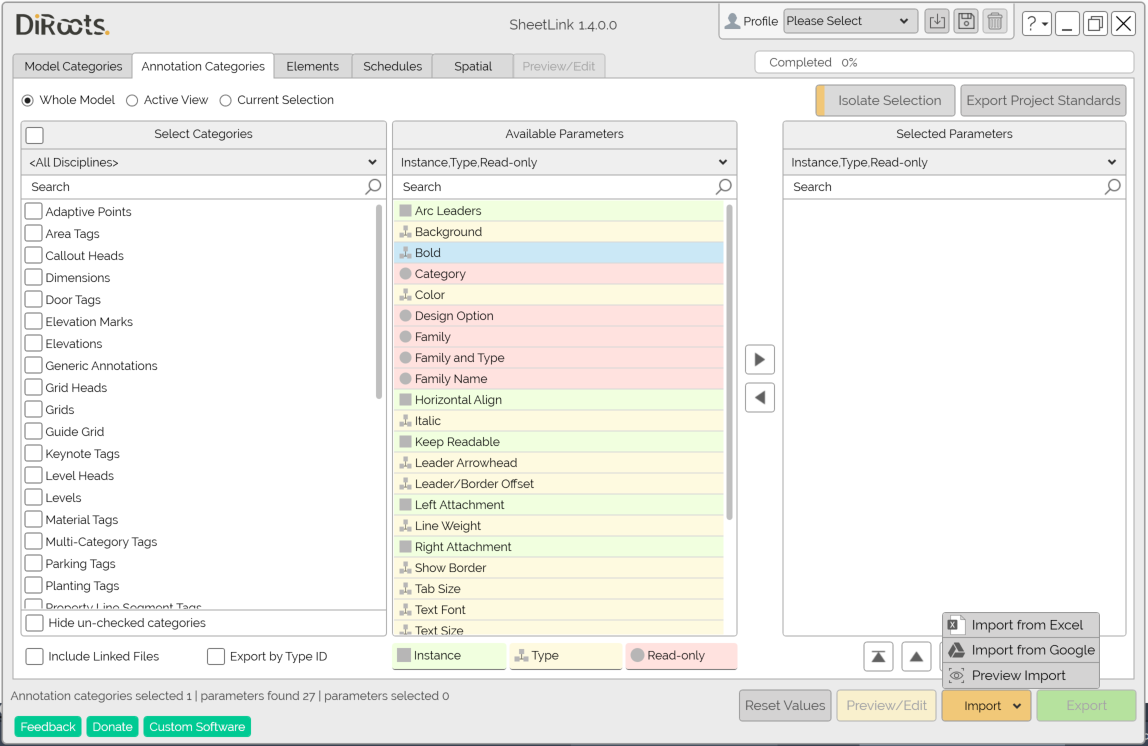 DiRoots.
SheetLink 1.4.0.0
Profile
Please Select
?
Model Categories
Annotation Categories
Elements
Schedules
Spatial
Preview/Edit
Completed 0%
Whole Model
Active View
Current Selection
Isolate Selection
Export Project Standards
Select Categories
<All Disciplines>
Search
Adaptive Points
Area Tags
Callout Heads
Dimensions
Door Tags
Elevation Marks
Elevations
Generic Annotations
Grid Heads
Grids
Guide Grid
Keynote Tags
Level Heads
Levels
Material Tags
Multi-Category Tags
Parking Tags
Planting Tags
Property Line Segment Tags
Hide un-checked categories
Available Parameters
Instance,Type,Read-only
Search
Arc Leaders
Background
Bold
Category
Color
Design Option
Family
Family and Type
Family Name
Horizontal Align
Italic
Keep Readable
Leader Arrowhead
Leader/Border Offset
Left Attachment
Line Weight
Right Attachment
Show Border
Tab Size
Text Font
Text Size
Selected Parameters
Instance,Type,Read-only
Search
Include Linked Files
Export by Type ID
Instance
Type
Read-only
Import from Excel
Import from Google
Preview Import
Annotation categories selected 1 | parameters found 27 | parameters selected 0
Reset Values
Preview/Edit
Import
Export
Feedback
Donate
Custom Software